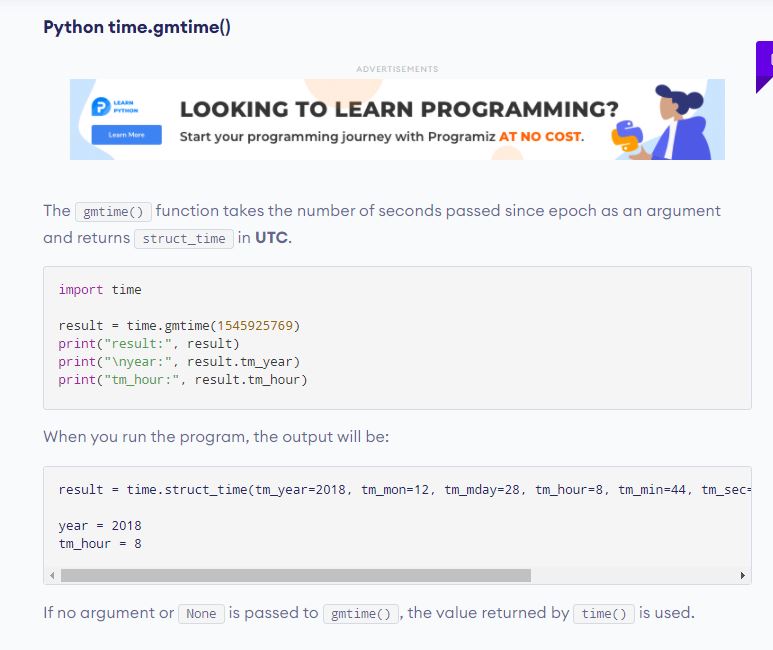 Python time.gmtime()
ADVERTISEMENTS
LEARN
PYTHON
Learn More
LOOKING TO LEARN PROGRAMMING?
Start your programming journey with Programiz AT NO COST.
The gmtime() function takes the number of seconds passed since epoch as an argument
and returns struct_time in UTC.
import time
result = time.gmtime(1545925769)
print("result:", result)
print("\nyear:", result.tm_year)
print("tm_hour:", result.tm_hour)
When you run the program, the output will be:
result = time.struct_time(tm_year=2018, tm_mon=12, tm_mday=28, tm_hour=8, tm_min=44, tm_sec=
year = 2018
tm_hour = 8
If no argument or None is passed to gmtime(), the value returned by time() is used.